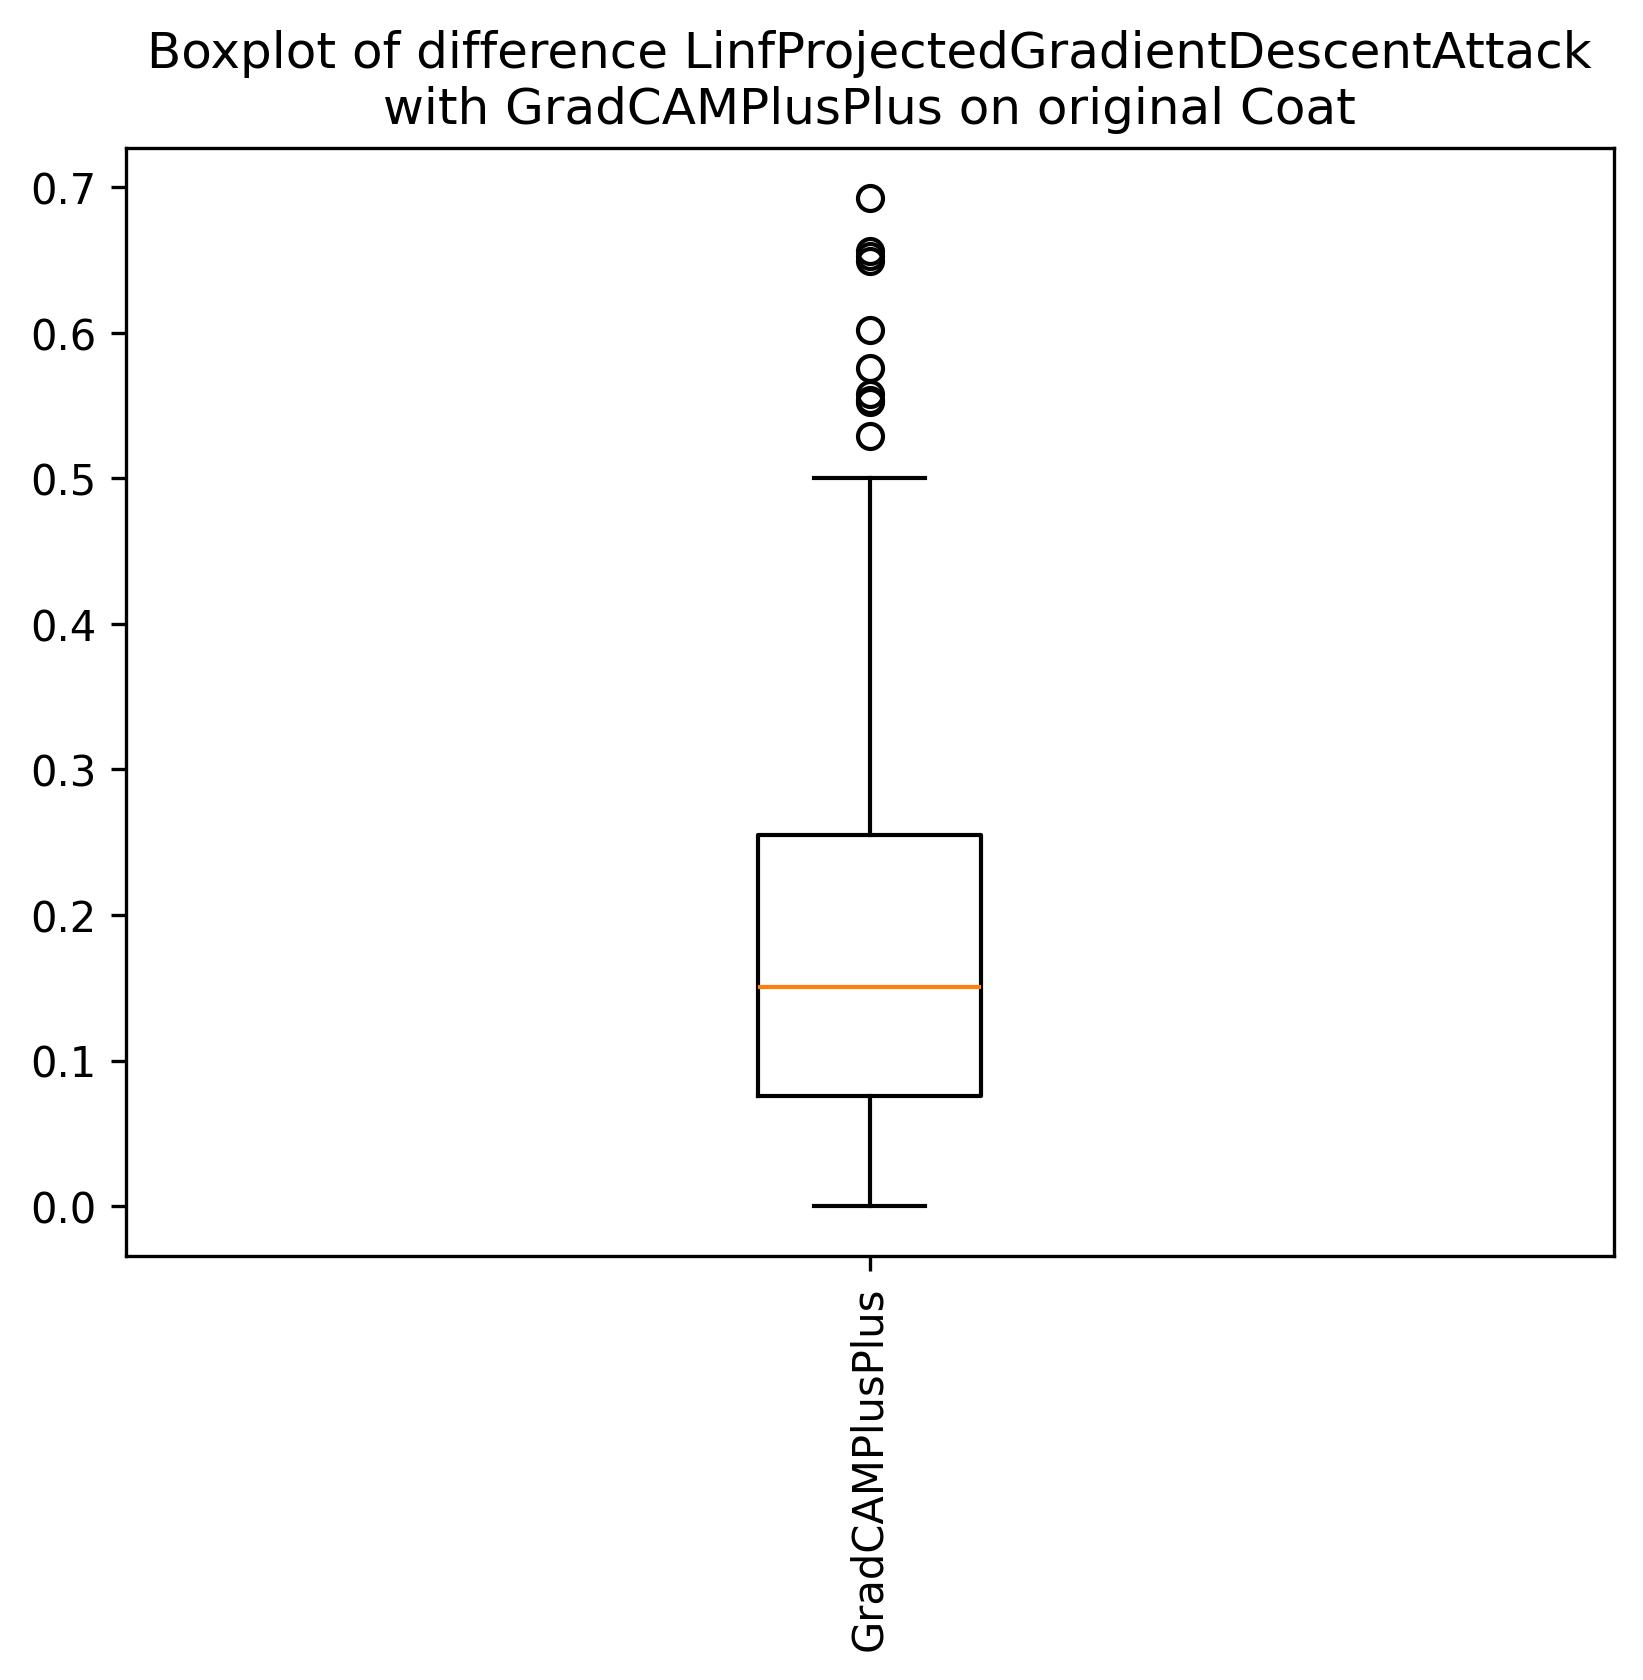 Boxplot of difference LinfProjectedGradientDescentAttack
with GradCAMPlusPlus on original Coat
0.7
0.6
0.5
0.4
0.3
0.2
0.1
0.0
GradCAMPlusPlus